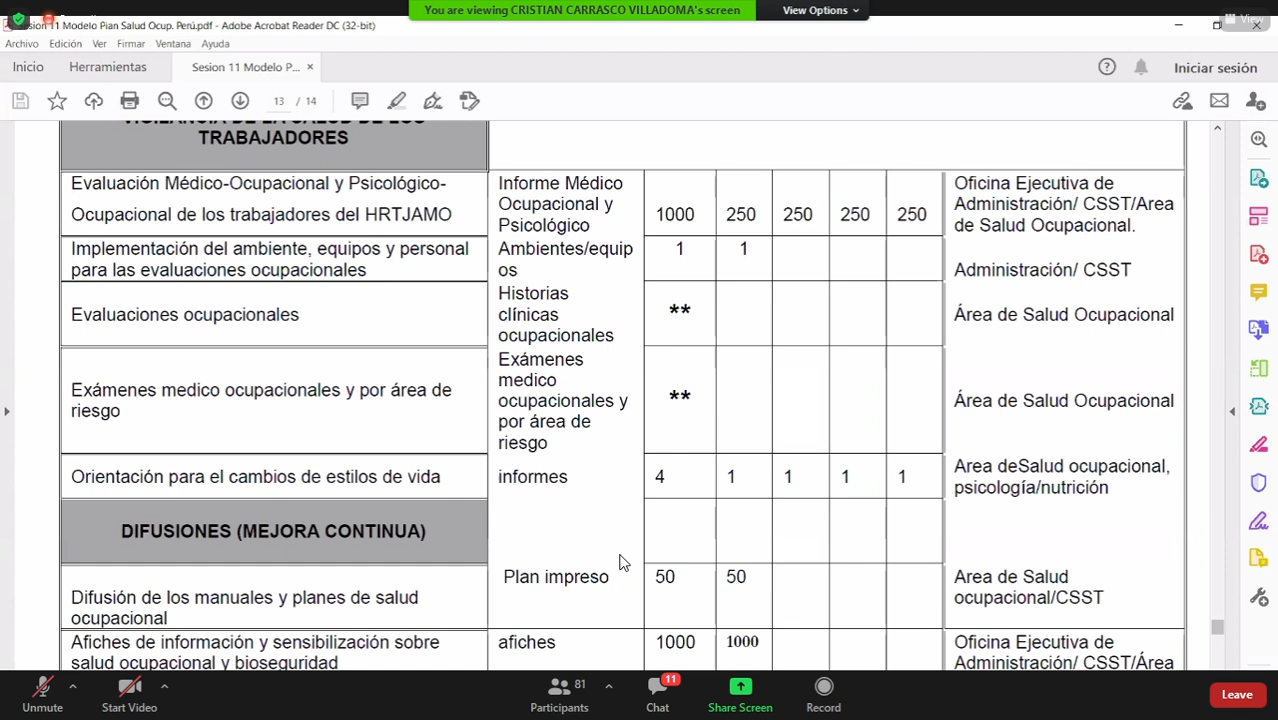 You are viewing CRISTIAN CARRASCO VILLADOMA's screen
View Options
Sesion 11 Modelo Plan Salud Ocup. Perú.pdf - Adobe Acrobat Reader DC (32-bit)
View
Archivo Edición Ver Firmar Ventana Ayuda
Inicio Herramientas Sesion 11 Modelo P... × Iniciar sesión
13 / 14
VIGILANCIA DE LA SALUD DE LOS
TRABAJADORES
Evaluación Médico-Ocupacional y Psicológico-
Ocupacional de los trabajadores del HRTJAMO
Informe Médico
Ocupacional y
Psicológico
1000 250 250 250 250
Oficina Ejecutiva de
Administración/ CSST/Area
de Salud Ocupacional.
Implementación del ambiente, equipos y personal
para las evaluaciones ocupacionales
Ambientes/equip
os
1 1
Administración/ CSST
Evaluaciones ocupacionales
Historias
clínicas
ocupacionales
**
Área de Salud Ocupacional
Exámenes medico ocupacionales y por área de
riesgo
Exámenes
medico
ocupacionales y
por área de
riesgo
**
Área de Salud Ocupacional
Orientación para el cambios de estilos de vida
informes
4 1 1 1 1
Area deSalud ocupacional,
psicología/nutrición
DIFUSIONES (MEJORA CONTINUA)
Difusión de los manuales y planes de salud
ocupacional
Plan impreso
50 50
Area de Salud
ocupacional/CSST
Afiches de información y sensibilización sobre
salud ocupacional y bioseguridad
afiches
1000 1000
Oficina Ejecutiva de
Administración/ CSST/Área
Unmute
Start Video
81
Participants
11
Chat
Share Screen
Record
Leave